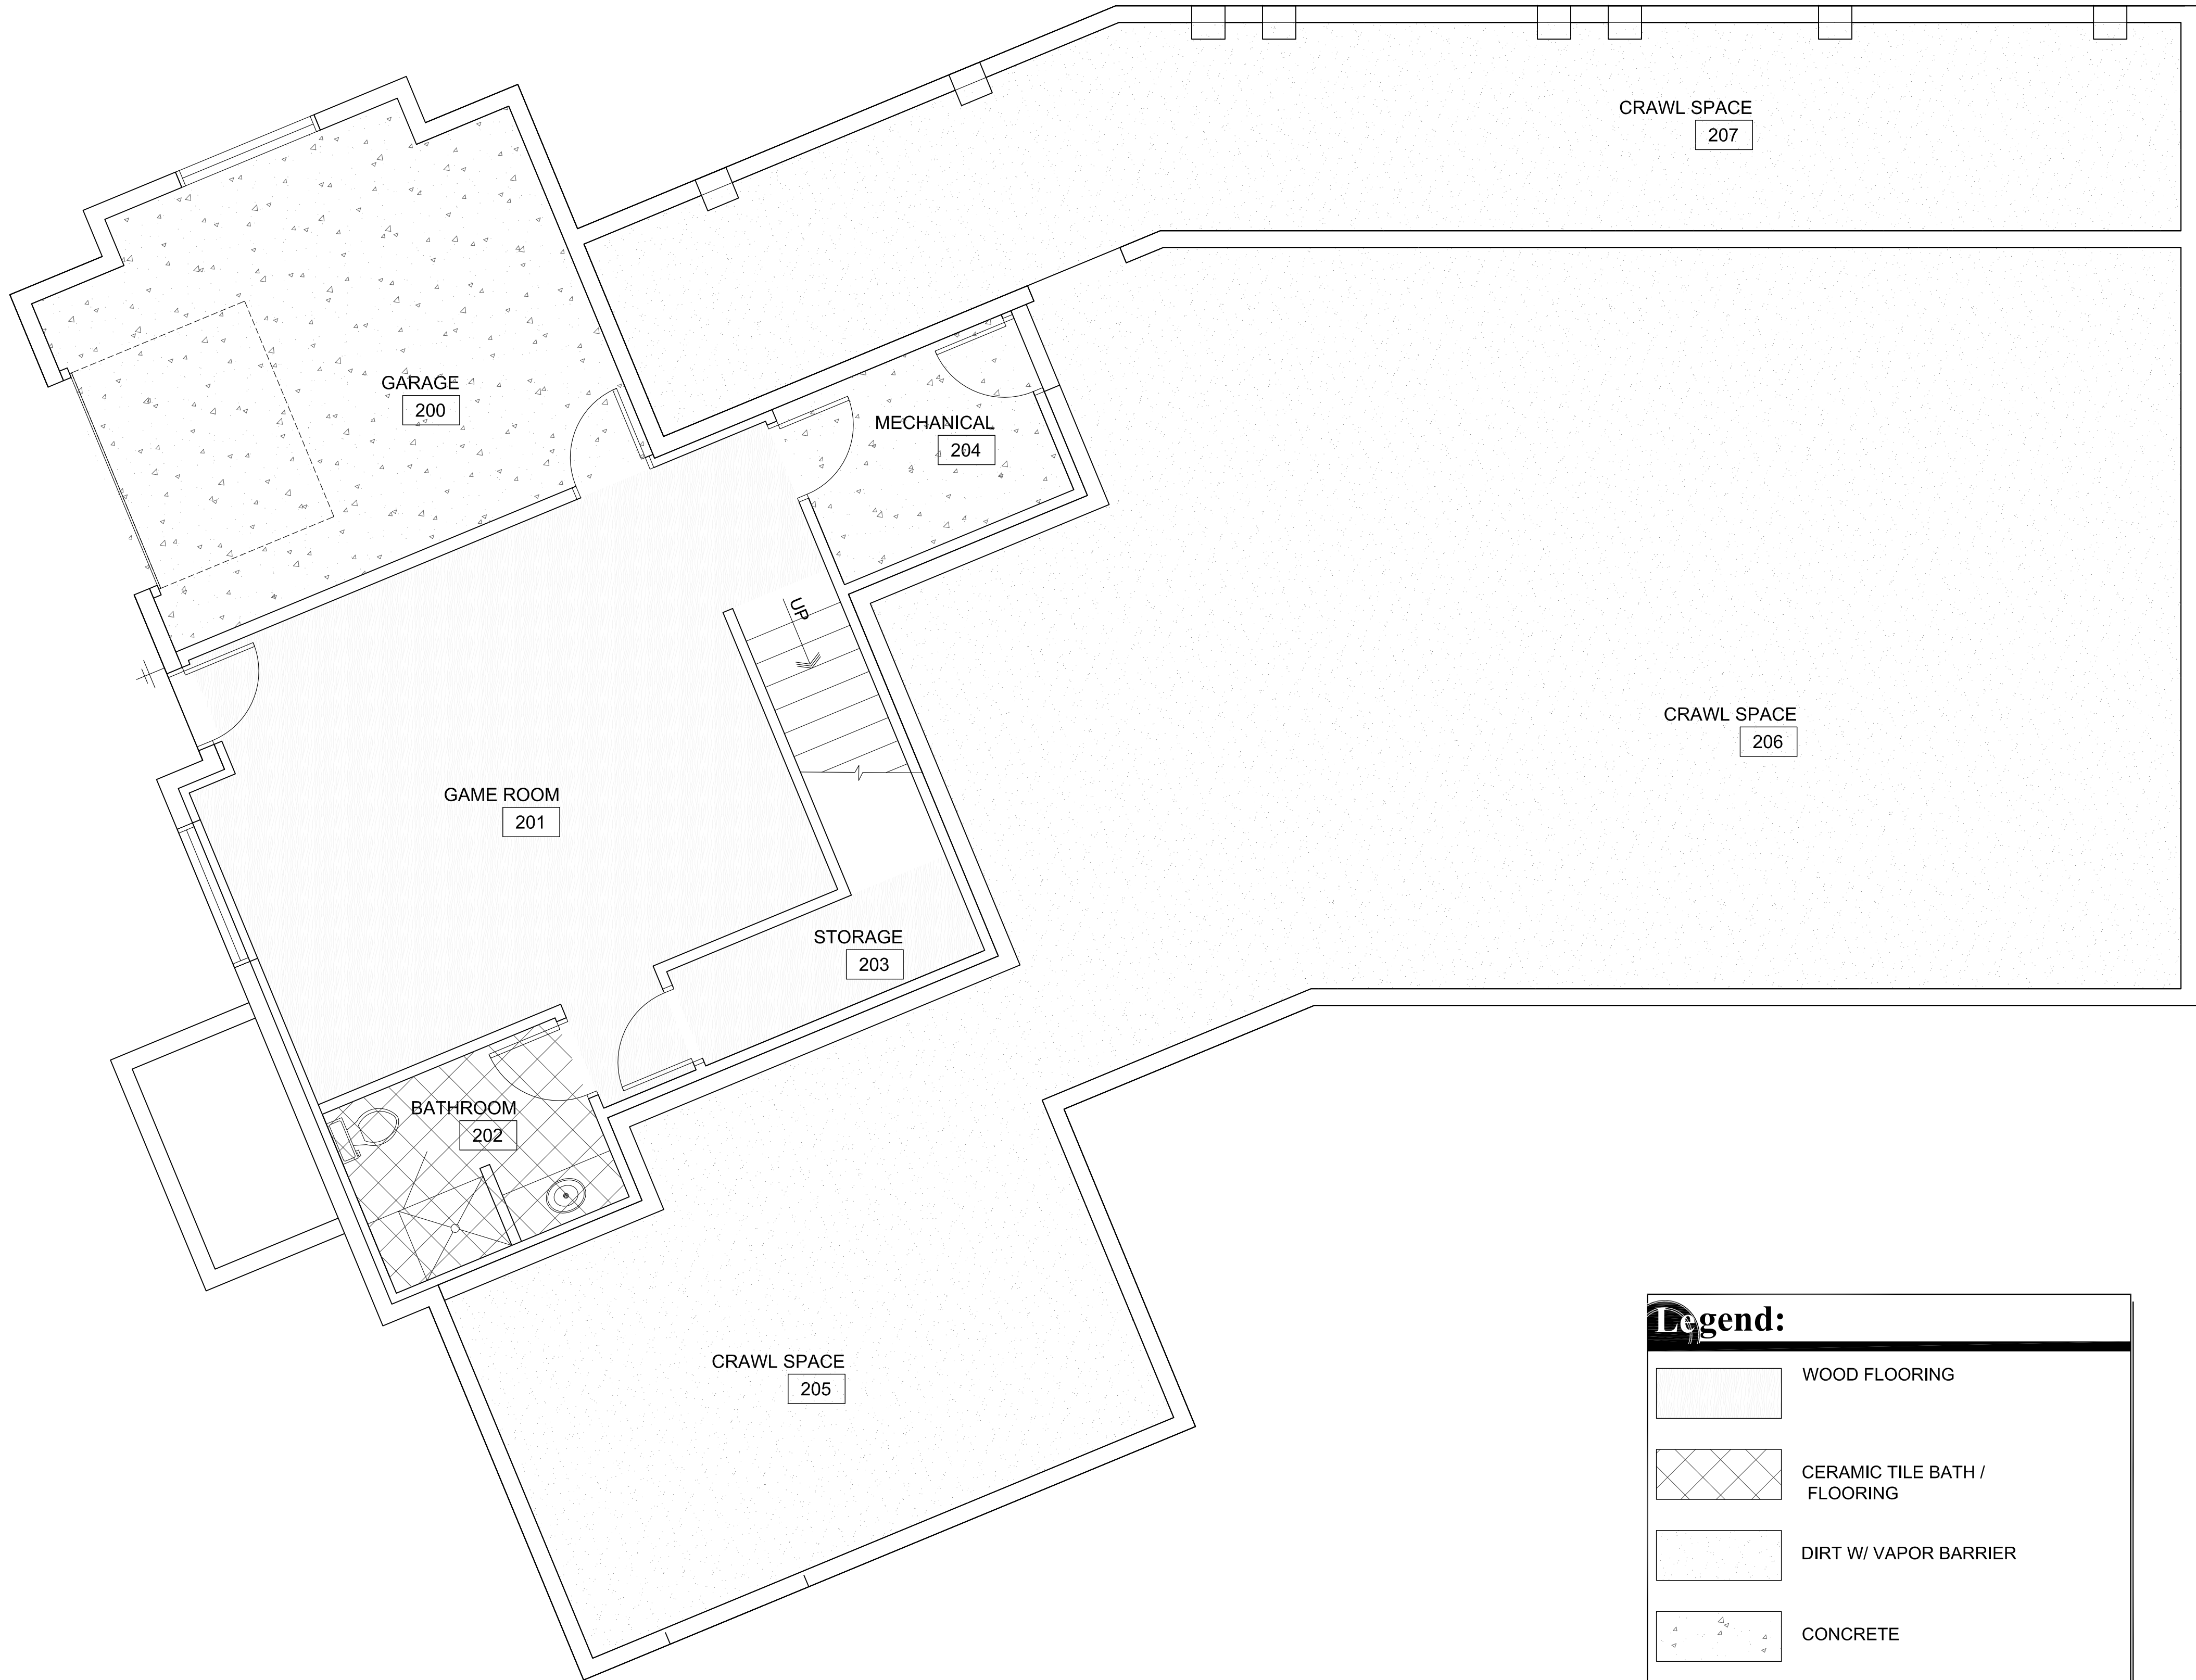 CRAWL SPACE
207
GARAGE
200
MECHANICAL
204
UP
CRAWL SPACE
206
GAME ROOM
201
STORAGE
203
BATHROOM
202
CRAWL SPACE
205
Legend:
WOOD FLOORING
CERAMIC TILE BATH /
FLOORING
DIRT W/ VAPOR BARRIER
CONCRETE